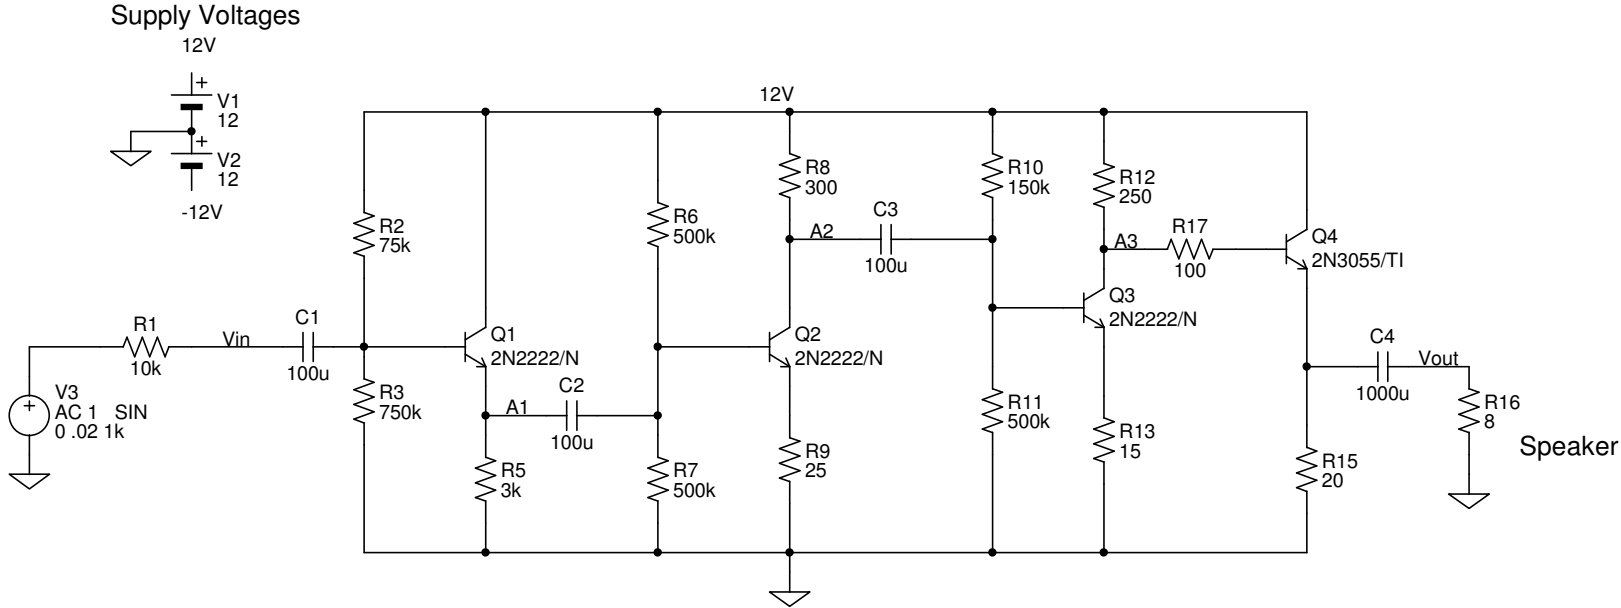 Supply Voltages
12V
+
V1
12
+
V2
12
-12V
12V
R2
75k
R6
500k
R8
300
A2
C3
100u
R10
150k
R12
250
A3
R17
100
Q4
2N3055/TI
R1
10k
Vin
C1
100u
Q1
2N2222/N
Q2
2N2222/N
Q3
2N2222/N
V3
+
AC 1 SIN
0 .02 1k
R3
750k
A1
C2
100u
R5
3k
R7
500k
R9
25
R11
500k
R13
15
C4
1000u
Vout
R16
8
Speaker
R15
20